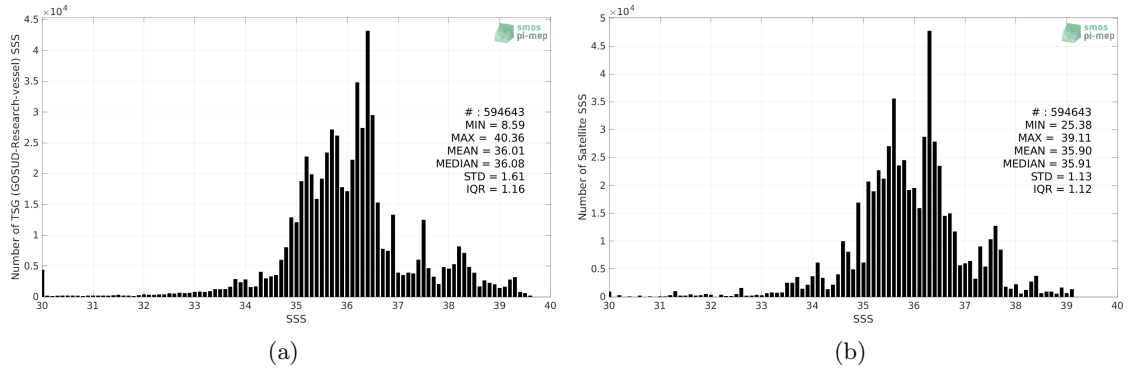 ×10⁴
4.5
4
3.5
3
2.5
2
1.5
1
0.5
0
Number of TSG (GOSUD-Research-vessel) SSS
smos
pi-mep
# : 594643
MIN = 8.59
MAX = 40.36
MEAN = 36.01
MEDIAN = 36.08
STD = 1.61
IQR = 1.16
30 31 32 33 34 35 36 37 38 39 40
SSS
(a)
×10⁴
5
4.5
4
3.5
3
2.5
2
1.5
1
0.5
0
Number of Satellite SSS
smos
pi-mep
# : 594643
MIN = 25.38
MAX = 39.11
MEAN = 35.90
MEDIAN = 35.91
STD = 1.13
IQR = 1.12
30 31 32 33 34 35 36 37 38 39 40
SSS
(b)